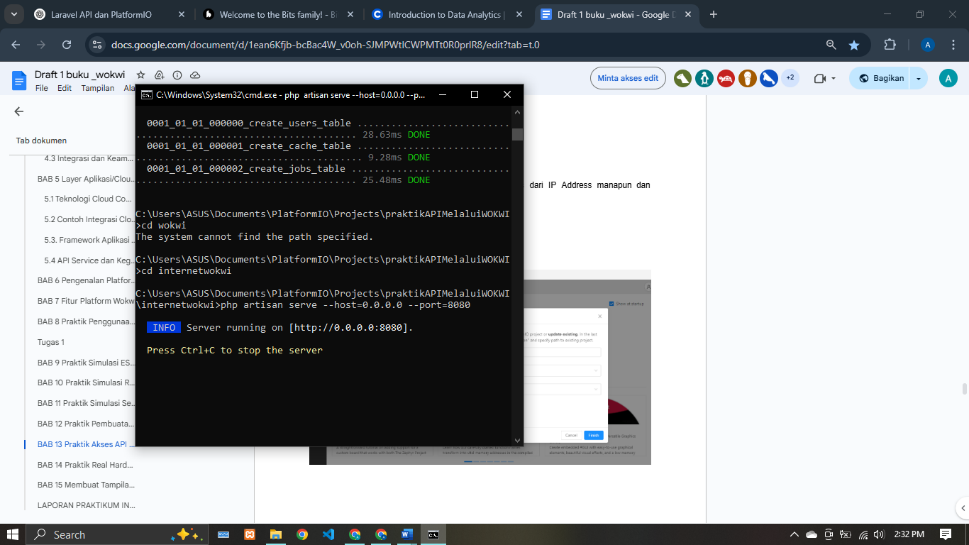 Laravel API dan PlatformIO
Welcome to the Bits family! - Bi
Introduction to Data Analytics |
Draft 1 buku _wokwi - Google D
docs.google.com/document/d/1ean6Kfjb-bcBac4W_v0oh-SJMPWtICWPMTt0R0prIR8/edit?tab=t.0
Draft 1 buku _wokwi
File Edit Tampilan Ala
Minta akses edit
+2
Bagikan
A
Tab dokumen
4.3 Integrasi dan Keam...
BAB 5 Layer Aplikasi/Clou...
5.1 Teknologi Cloud Co...
5.2 Contoh Integrasi Clo...
5.3. Framework Aplikasi ...
5.4 API Service dan Keg...
BAB 6 Pengenalan Platfor...
BAB 7 Fitur Platform Wokwi
BAB 8 Praktik Penggunaa...
Tugas 1
BAB 9 Praktik Simulasi ES...
BAB 10 Praktik Simulasi R...
BAB 11 Praktik Simulasi Se...
BAB 12 Praktik Pembuata...
BAB 13 Praktik Akses API ...
BAB 14 Praktik Real Hard...
BAB 15 Membuat Tampila...
LAPORAN PRAKTIKUM IN...
C:\Windows\System32\cmd.exe - php artisan serve --host=0.0.0.0 --p...
0001_01_01_000000_create_users_table ...........................
....................................... 28.63ms DONE
0001_01_01_000001_create_cache_table ...........................
........................................ 9.28ms DONE
0001_01_01_000002_create_jobs_table ............................
....................................... 25.48ms DONE
C:\Users\ASUS\Documents\PlatformIO\Projects\praktikAPIMelaluiWOKWI
>cd wokwi
The system cannot find the path specified.
C:\Users\ASUS\Documents\PlatformIO\Projects\praktikAPIMelaluiWOKWI
>cd internetwokwi
C:\Users\ASUS\Documents\PlatformIO\Projects\praktikAPIMelaluiWOKWI
\internetwokwi>php artisan serve --host=0.0.0.0 --port=8080
INFO Server running on [http://0.0.0.0:8080].
Press Ctrl+C to stop the server
dari IP Address manapun dan
Cancel
Search
2:32 PM